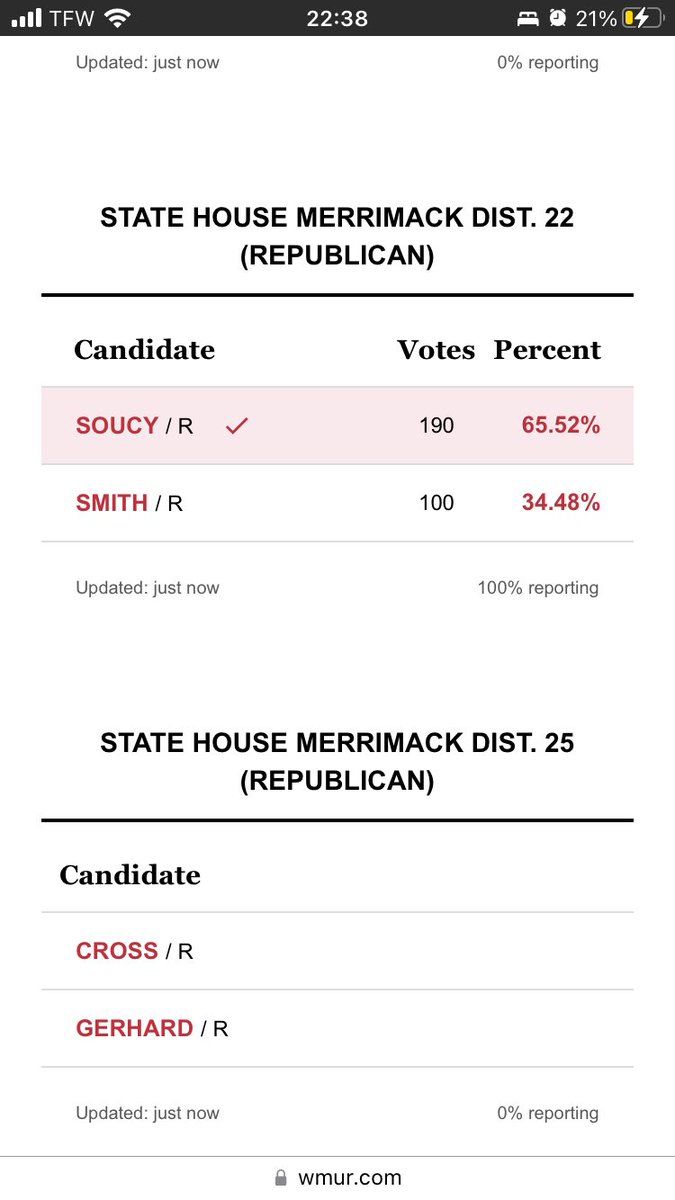 TFW 22:38 21%
Updated: just now 0% reporting
STATE HOUSE MERRIMACK DIST. 22
(REPUBLICAN)
Candidate Votes Percent
SOUCY / R 190 65.52%
SMITH / R 100 34.48%
Updated: just now 100% reporting
STATE HOUSE MERRIMACK DIST. 25
(REPUBLICAN)
Candidate
CROSS / R
GERHARD / R
Updated: just now 0% reporting
wmur.com